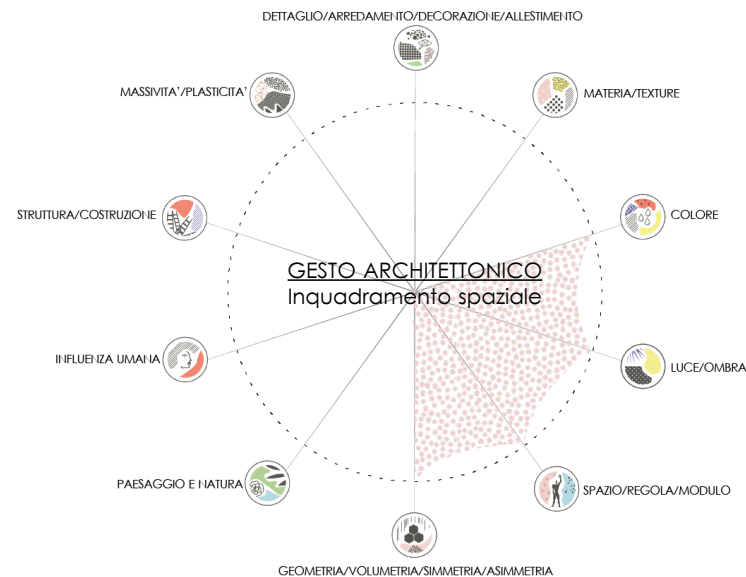 DETTAGLIO/ARREDAMENTO/DECORAZIONE/ALLESTIMENTO
MASSIVITA'/PLASTICITA'
MATERIA/TEXTURE
STRUTTURA/COSTRUZIONE
COLORE
GESTO ARCHITETTONICO
Inquadramento spaziale
INFLUENZA UMANA
LUCE/OMBRA
PAESAGGIO E NATURA
SPAZIO/REGOLA/MODULO
GEOMETRIA/VOLUMETRIA/SIMMETRIA/ASIMMETRIA